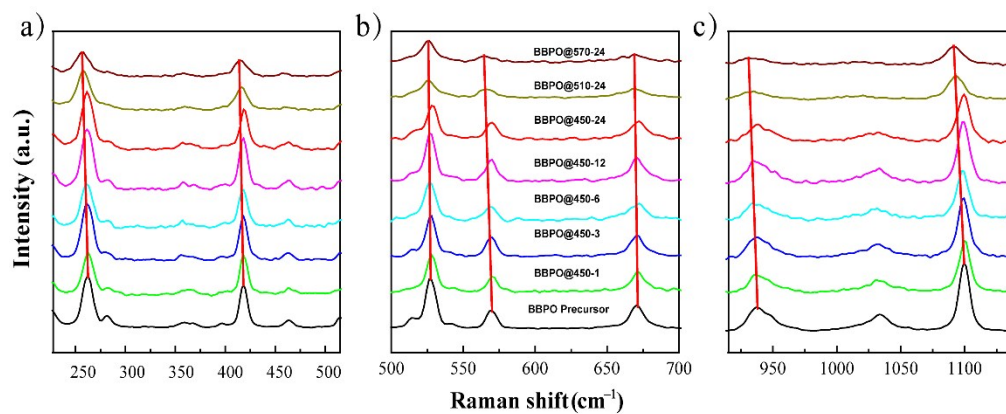 a)
b)
c)
BBPO@570-24
BBPO@510-24
BBPO@450-24
BBPO@450-12
BBPO@450-6
BBPO@450-3
BBPO@450-1
BBPO Precursor
Intensity (a.u.)
250 300 350 400 450 500
500 550 600 650 700
950 1000 1050 1100
Raman shift (cm⁻¹)